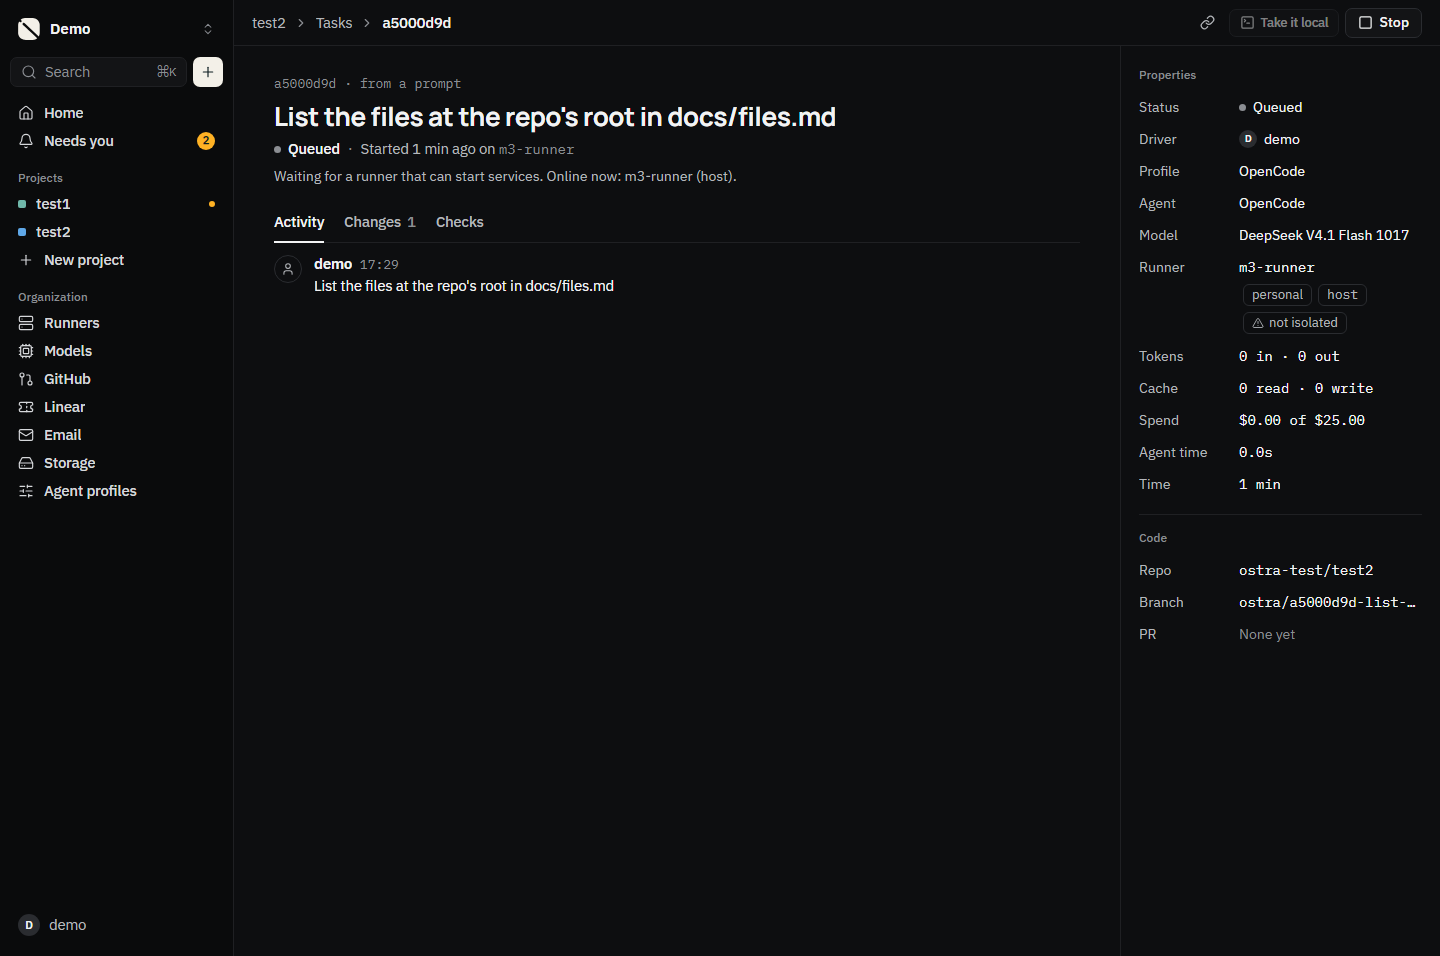 Demo
Search ⌘K
Home
Needs you 2
Projects
test1
test2
New project
Organization
Runners
Models
GitHub
Linear
Email
Storage
Agent profiles
D demo
test2 > Tasks > a5000d9d
Take it local
Stop
a5000d9d · from a prompt
List the files at the repo's root in docs/files.md
Queued · Started 1 min ago on m3-runner
Waiting for a runner that can start services. Online now: m3-runner (host).
Activity Changes 1 Checks
demo 17:29
List the files at the repo's root in docs/files.md
Properties
Status Queued
Driver D demo
Profile OpenCode
Agent OpenCode
Model DeepSeek V4.1 Flash 1017
Runner m3-runner
personal host
not isolated
Tokens 0 in · 0 out
Cache 0 read · 0 write
Spend $0.00 of $25.00
Agent time 0.0s
Time 1 min
Code
Repo ostra-test/test2
Branch ostra/a5000d9d-list-…
PR None yet